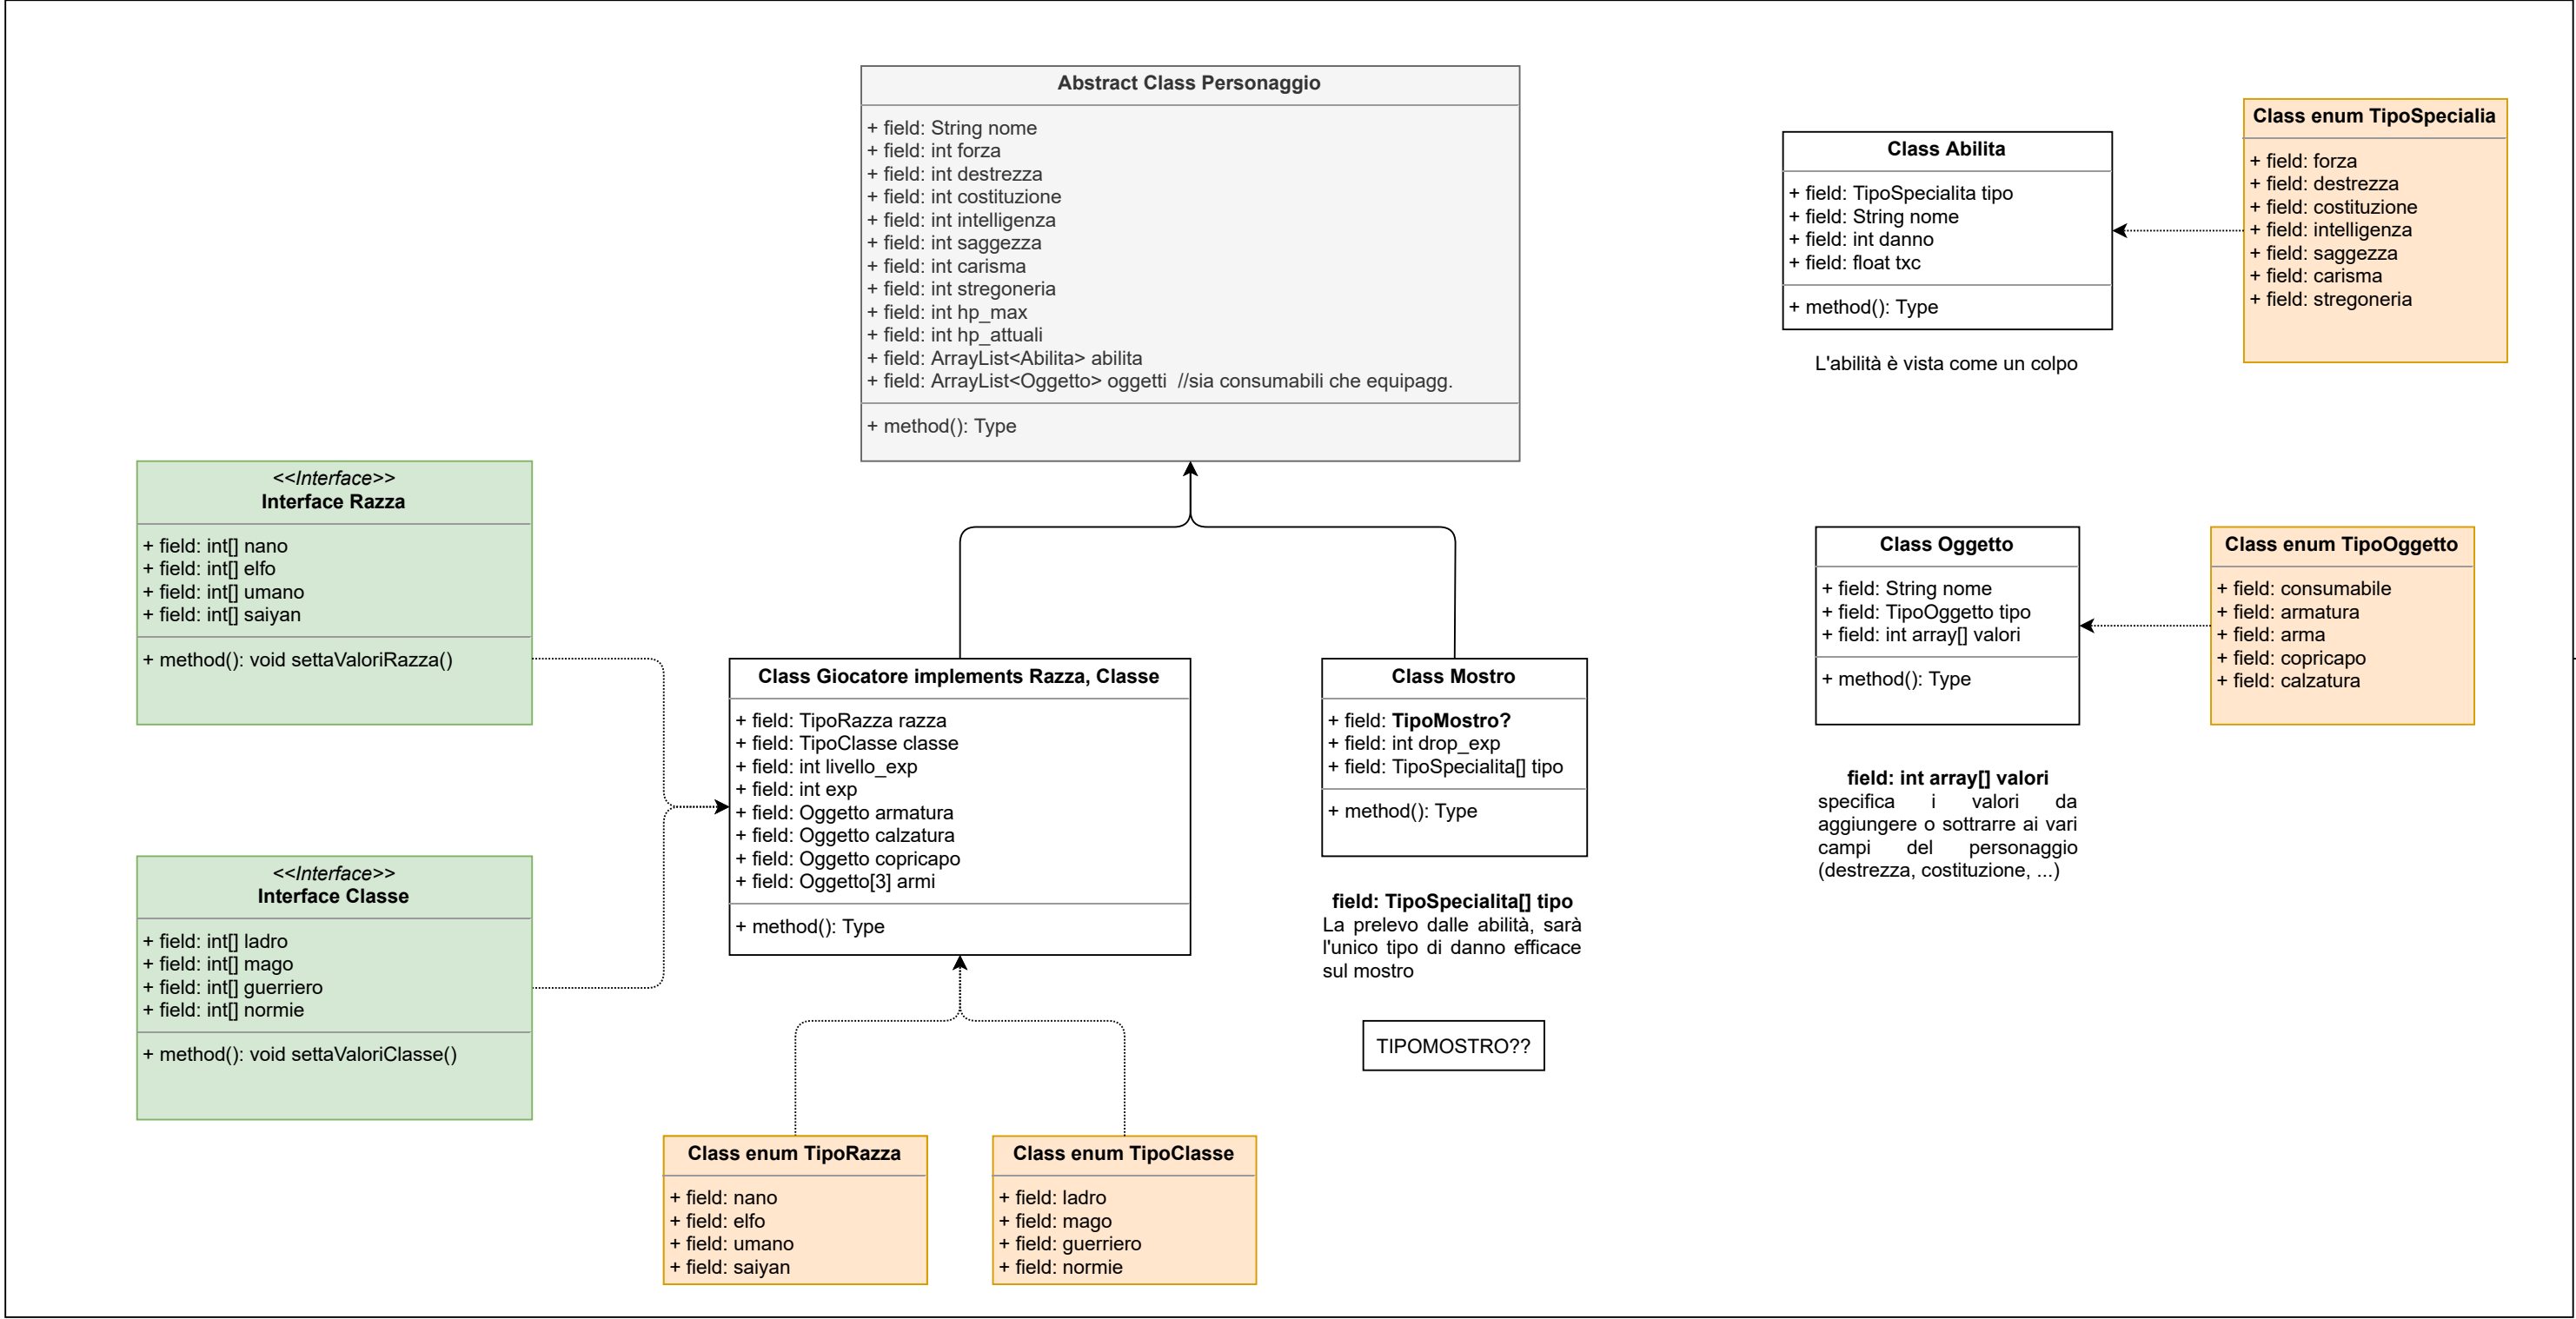 Abstract Class Personaggio
+ field: String nome
+ field: int forza
+ field: int destrezza
+ field: int costituzione
+ field: int intelligenza
+ field: int saggezza
+ field: int carisma
+ field: int stregoneria
+ field: int hp_max
+ field: int hp_attuali
+ field: ArrayList<Abilita> abilita
+ field: ArrayList<Oggetto> oggetti  //sia consumabili che equipagg.
+ method(): Type
Class Abilita
+ field: TipoSpecialita tipo
+ field: String nome
+ field: int danno
+ field: float txc
+ method(): Type
L'abilità è vista come un colpo
Class enum TipoSpecialia
+ field: forza
+ field: destrezza
+ field: costituzione
+ field: intelligenza
+ field: saggezza
+ field: carisma
+ field: stregoneria
<<Interface>>
Interface Razza
+ field: int[] nano
+ field: int[] elfo
+ field: int[] umano
+ field: int[] saiyan
+ method(): void settaValoriRazza()
<<Interface>>
Interface Classe
+ field: int[] ladro
+ field: int[] mago
+ field: int[] guerriero
+ field: int[] normie
+ method(): void settaValoriClasse()
Class Giocatore implements Razza, Classe
+ field: TipoRazza razza
+ field: TipoClasse classe
+ field: int livello_exp
+ field: int exp
+ field: Oggetto armatura
+ field: Oggetto calzatura
+ field: Oggetto copricapo
+ field: Oggetto[3] armi
+ method(): Type
Class Mostro
+ field: TipoMostro?
+ field: int drop_exp
+ field: TipoSpecialita[] tipo
+ method(): Type
field: TipoSpecialita[] tipo
La prelevo dalle abilità, sarà
l'unico tipo di danno efficace
sul mostro
TIPOMOSTRO??
Class Oggetto
+ field: String nome
+ field: TipoOggetto tipo
+ field: int array[] valori
+ method(): Type
field: int array[] valori
specifica i valori da
aggiungere o sottrarre ai vari
campi del personaggio
(destrezza, costituzione, ...)
Class enum TipoOggetto
+ field: consumabile
+ field: armatura
+ field: arma
+ field: copricapo
+ field: calzatura
Class enum TipoRazza
+ field: nano
+ field: elfo
+ field: umano
+ field: saiyan
Class enum TipoClasse
+ field: ladro
+ field: mago
+ field: guerriero
+ field: normie